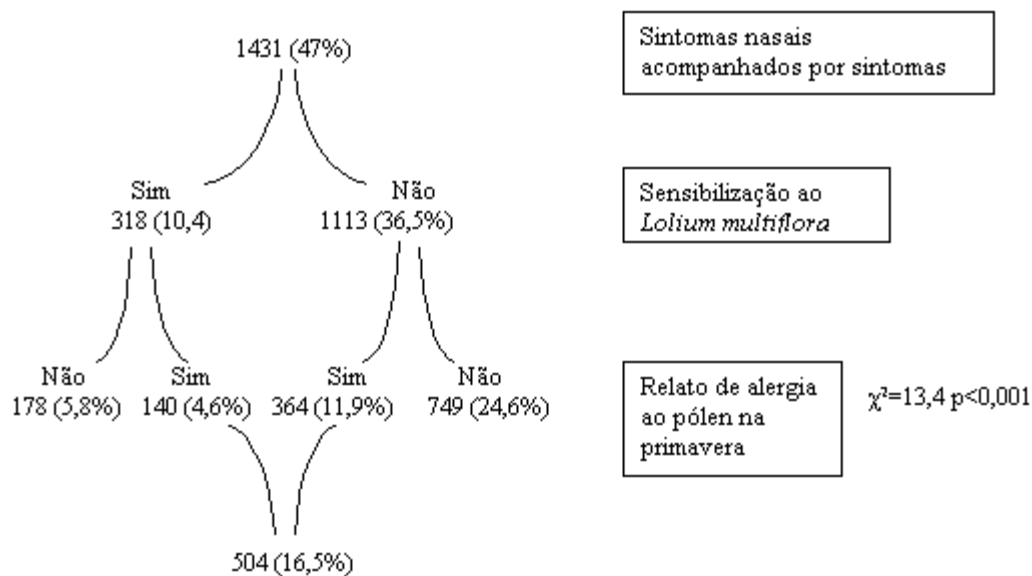 1431 (47%)
Sintomas nasais
acompanhados por sintomas
Sim
318 (10,4)
Não
1113 (36,5%)
Sensibilização ao
Lolium multiflora
Não
178 (5,8%)
Sim
140 (4,6%)
Sim
364 (11,9%)
Não
749 (24,6%)
Relato de alergia
ao pólen na
primavera
χ²=13,4 p<0,001
504 (16,5%)